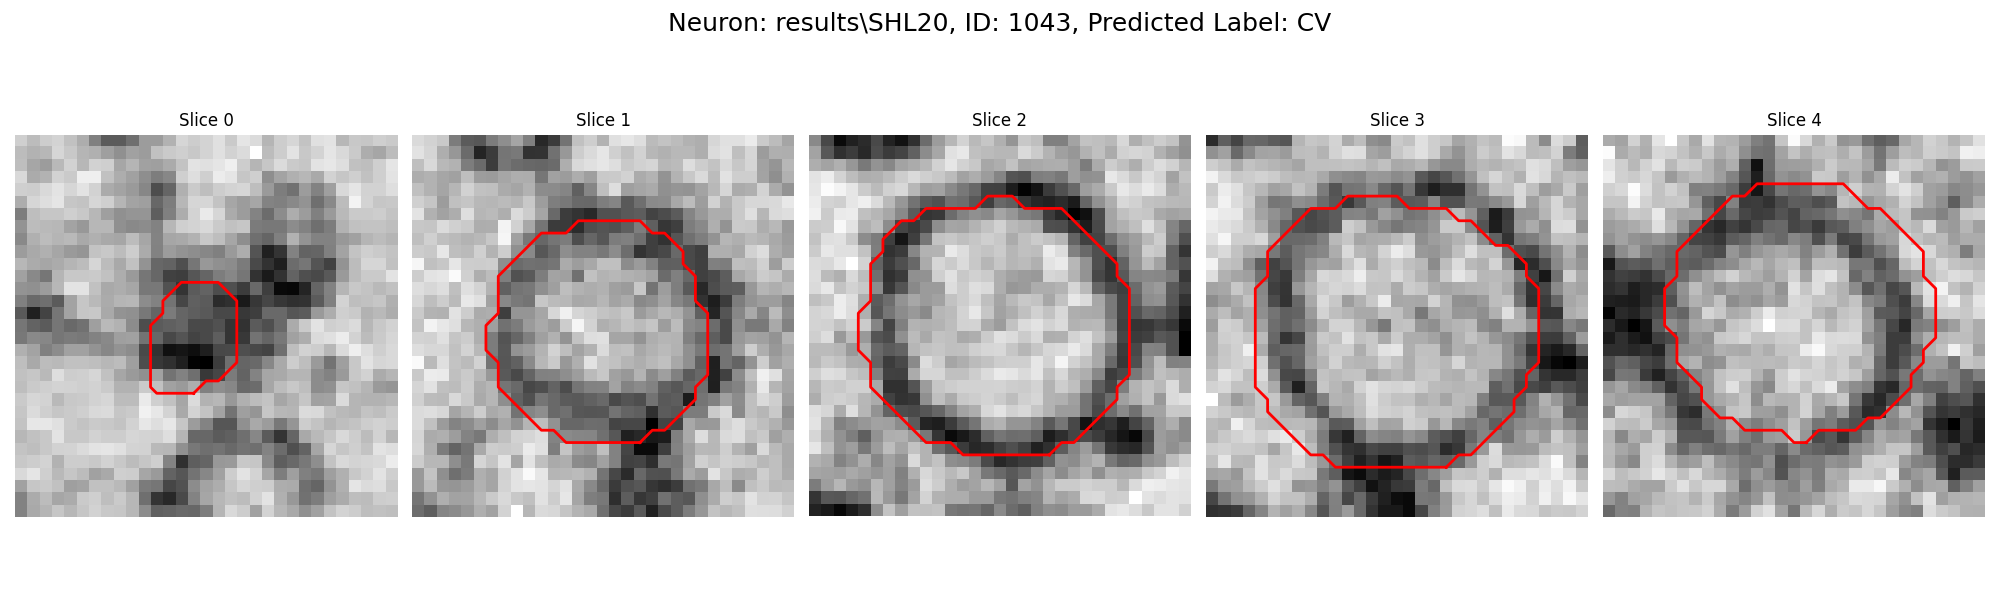 Neuron: results\SHL20, ID: 1043, Predicted Label: CV
Slice 0
Slice 1
Slice 2
Slice 3
Slice 4